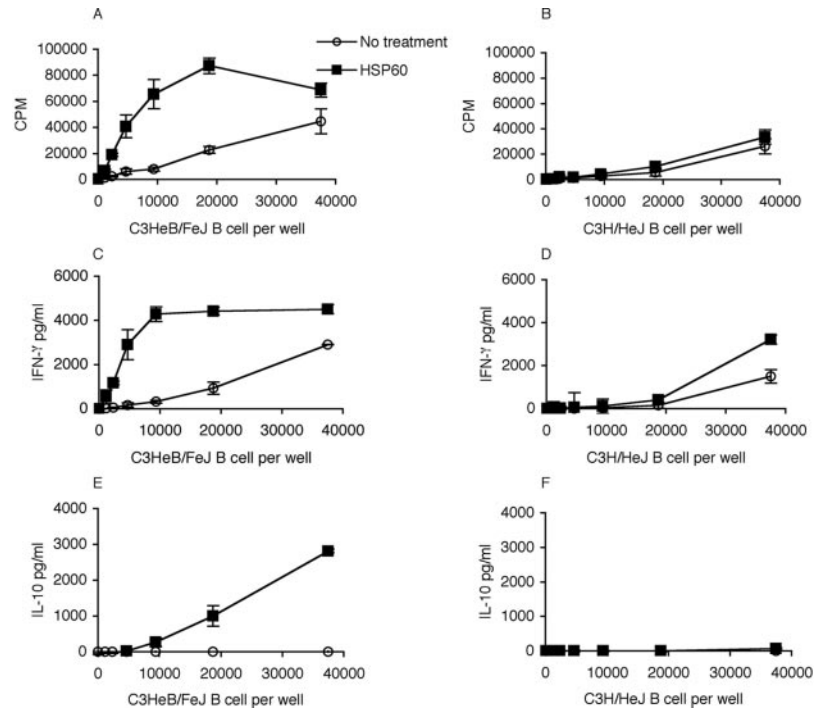 A
No treatment
HSP60
100000
80000
60000
40000
20000
0
CPM
0 10000 20000 30000 40000
C3HeB/FeJ B cell per well
B
100000
80000
60000
40000
20000
0
CPM
0 10000 20000 30000 40000
C3H/HeJ B cell per well
C
6000
4000
2000
0
IFN-γ pg/ml
0 10000 20000 30000 40000
C3HeB/FeJ B cell per well
D
6000
4000
2000
0
IFN-γ pg/ml
0 10000 20000 30000 40000
C3H/HeJ B cell per well
E
4000
3000
2000
1000
0
IL-10 pg/ml
0 10000 20000 30000 40000
C3HeB/FeJ B cell per well
F
4000
3000
2000
1000
0
IL-10 pg/ml
0 10000 20000 30000 40000
C3H/HeJ B cell per well